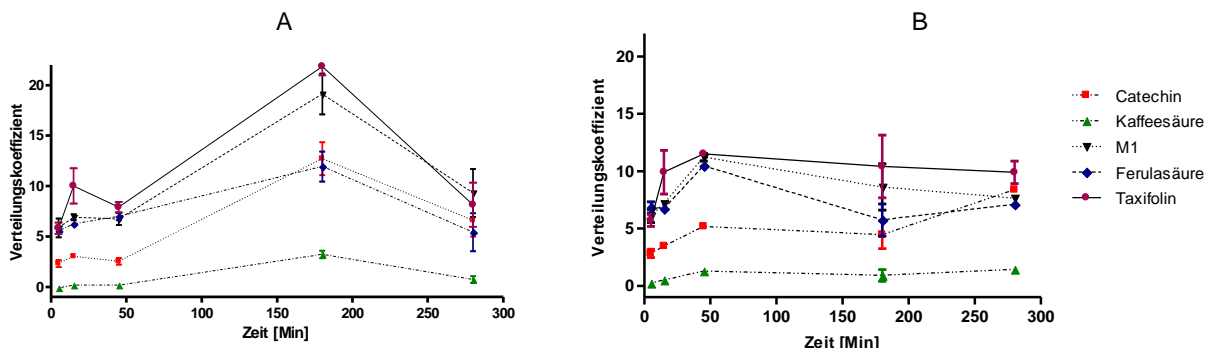 A
Verteilungskoeffizient
20
15
10
5
0
0 50 100 150 200 250 300
Zeit [Min]
B
Verteilungskoeffizient
20
15
10
5
0
0 50 100 150 200 250 300
Zeit [Min]
Catechin
Kaffeesäure
M1
Ferulasäure
Taxifolin